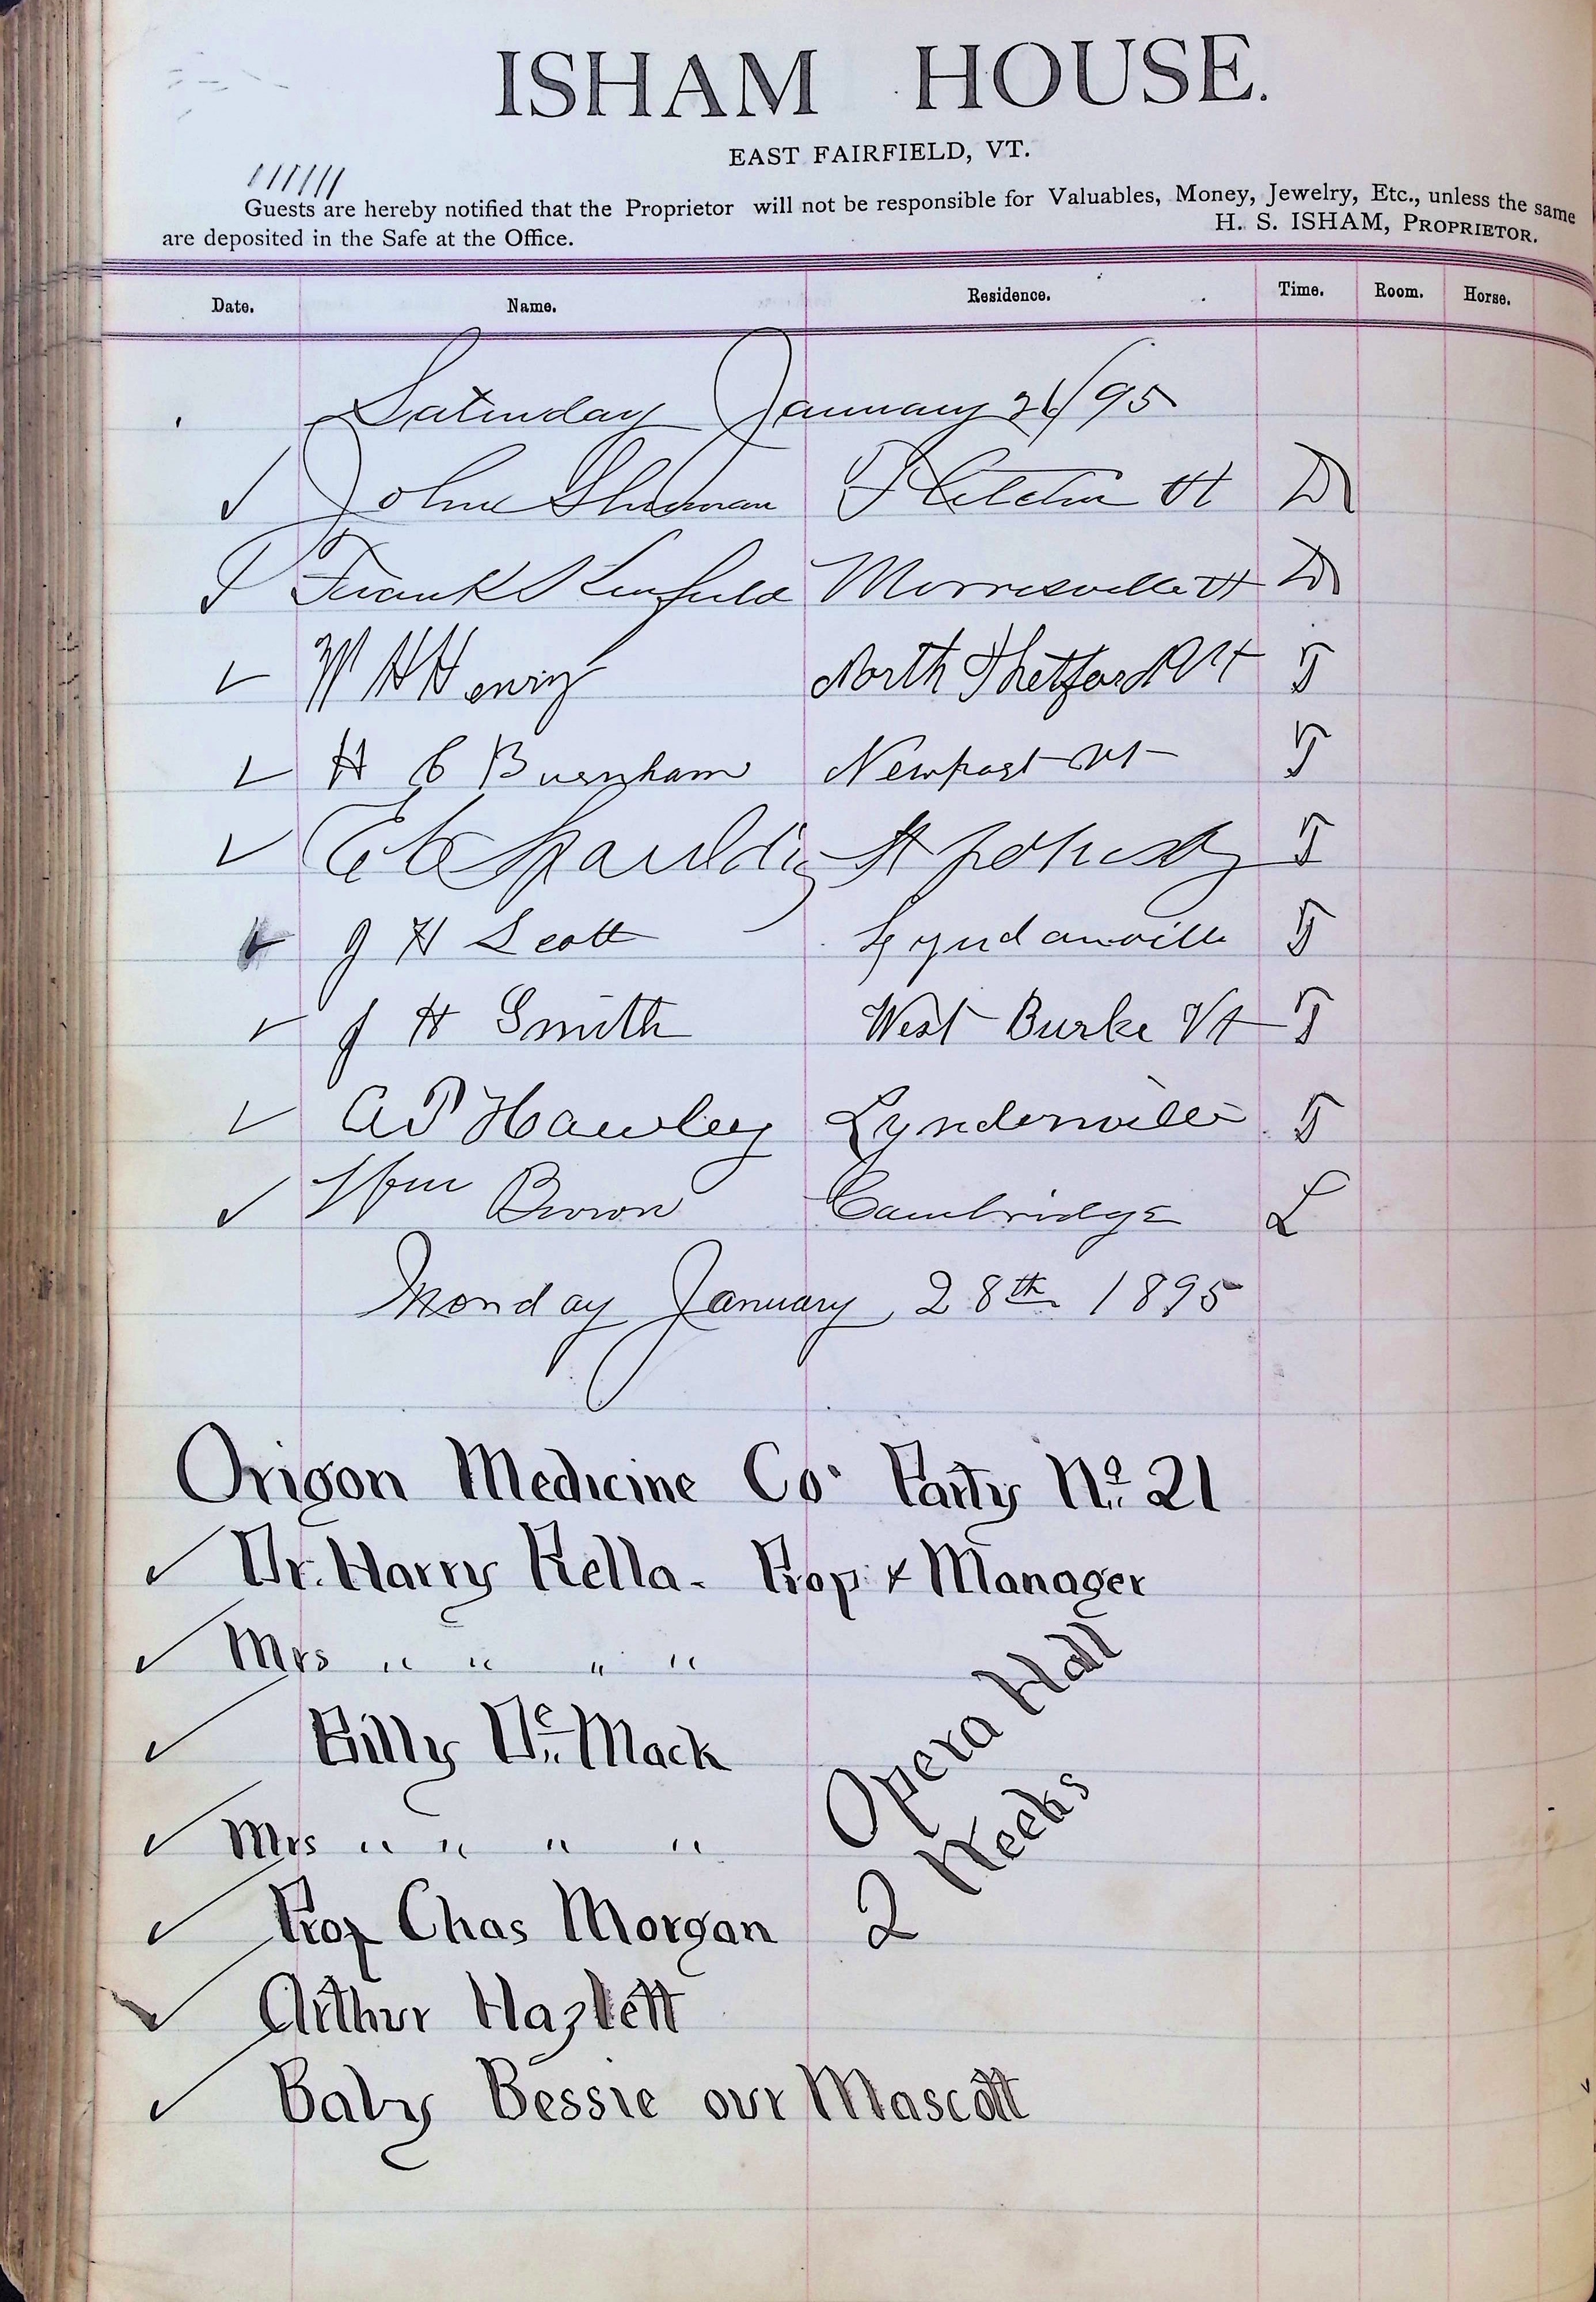 ISHAM HOUSE.
EAST FAIRFIELD, VT.
Guests are hereby notified that the Proprietor will not be responsible for Valuables, Money, Jewelry, Etc., unless the same
are deposited in the Safe at the Office.
H. S. ISHAM, PROPRIETOR.
Date. Name. Residence. Time. Room. Horse.
Saturday January 26/95
John Fletcher Vt D
Frank Morrisville Vt D
W H Henry North Thetford Vt T
H C Burnham Newport Vt T
E C Spaulding St Johnsby T
J H Scott Lyndonville T
J H Smith West Burke Vt T
A P Hawley Lyndonville T
Wm Brown Cambridge L
Monday January 28th 1895
Origon Medicine Co. Party No. 21
✓ Dr. Harry Rella - Prop & Manager
✓ Mrs " " " "
✓ Billy De Mack
✓ Mrs " " " "
✓ Prof Chas Morgan
✓ Arthur Hazlett
✓ Baby Bessie our Mascott
Opera Hall
2 Weeks